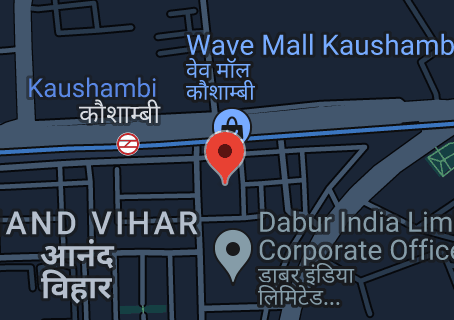 Wave Mall Kaushamb
वेव मॉल
कौशाम्बी
Kaushambi
कौशाम्बी
AND VIHAR
आनंद
विहार
Dabur India Lim
Corporate Office
डाबर इंडिया
लिमिटेड...